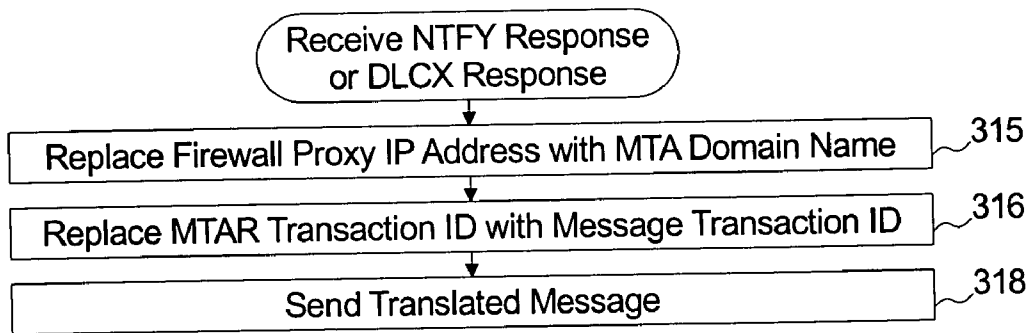 Receive NTFY Response
or DLCX Response
Replace Firewall Proxy IP Address with MTA Domain Name
315
Replace MTAR Transaction ID with Message Transaction ID
316
Send Translated Message
318